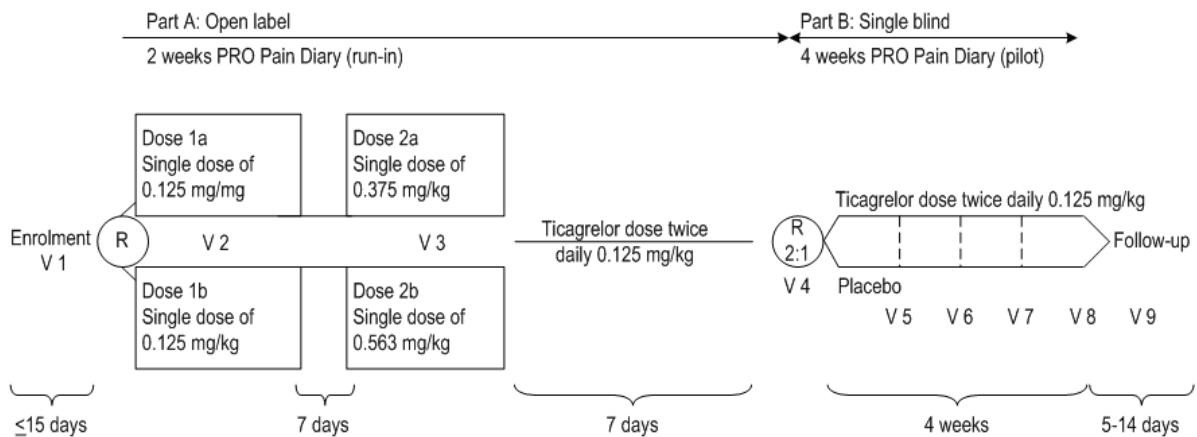 Part A: Open label
Part B: Single blind
2 weeks PRO Pain Diary (run-in)
4 weeks PRO Pain Diary (pilot)
Dose 1a
Single dose of
0.125 mg/mg
Dose 2a
Single dose of
0.375 mg/kg
Enrolment
V 1
R
V 2
V 3
Dose 1b
Single dose of
0.125 mg/kg
Dose 2b
Single dose of
0.563 mg/kg
Ticagrelor dose twice
daily 0.125 mg/kg
R
2:1
V 4
Ticagrelor dose twice daily 0.125 mg/kg
Placebo
Follow-up
V 5
V 6
V 7
V 8
V 9
≤15 days
7 days
7 days
4 weeks
5-14 days